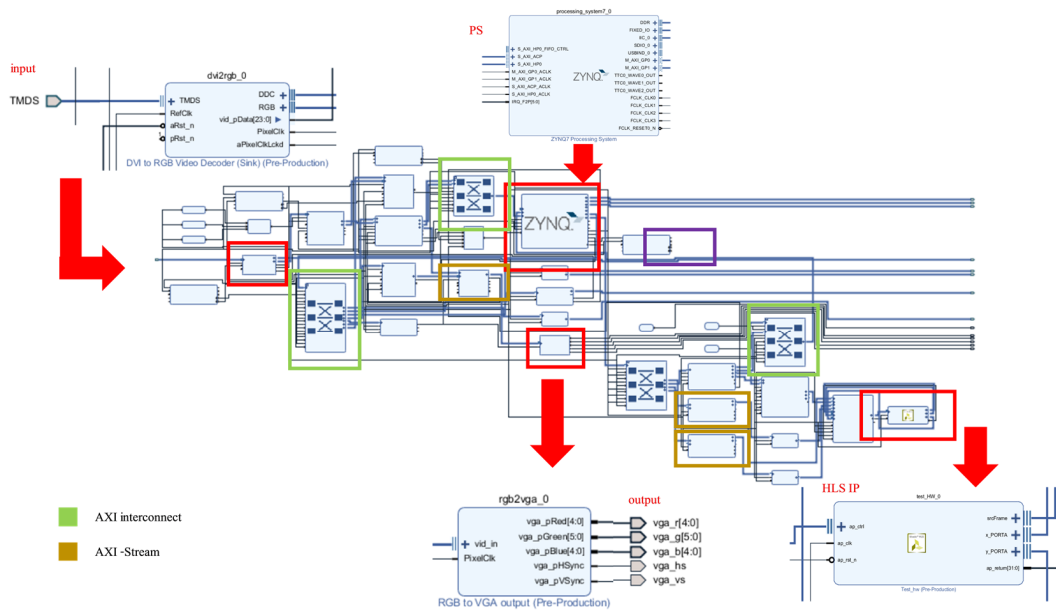 input
TMDS
dvi2rgb_0
TMDS
RefClk
aRst_n
pRst_n
DDC
RGB
vid_pData[23:0]
PixelClk
aPixelClkLckd
DVI to RGB Video Decoder (Sink) (Pre-Production)
PS
processing_system7_0
S_AXI_HP0_FIFO_CTRL
S_AXI_ACP
S_AXI_HP0
M_AXI_GP0_ACLK
M_AXI_GP1_ACLK
S_AXI_ACP_ACLK
S_AXI_HP0_ACLK
IRQ_F2P[5:0]
ZYNQ
DDR
FIXED_IO
IIC_0
SDIO_0
USBIND_0
M_AXI_GP0
M_AXI_GP1
TTC0_WAVE0_OUT
TTC0_WAVE1_OUT
TTC0_WAVE2_OUT
FCLK_CLK0
FCLK_CLK1
FCLK_CLK2
FCLK_CLK3
FCLK_RESET0_N
ZYNQ7 Processing System
ZYNQ
AXI interconnect
AXI -Stream
rgb2vga_0
vid_in
PixelClk
vga_pRed[4:0]
vga_pGreen[5:0]
vga_pBlue[4:0]
vga_pHSync
vga_pVSync
RGB to VGA output (Pre-Production)
output
vga_r[4:0]
vga_g[5:0]
vga_b[4:0]
vga_hs
vga_vs
HLS IP
test_HW_0
ap_ctrl
ap_clk
ap_rst_n
srcFrame
x_PORTA
y_PORTA
ap_return[31:0]
Test_hw (Pre-Production)